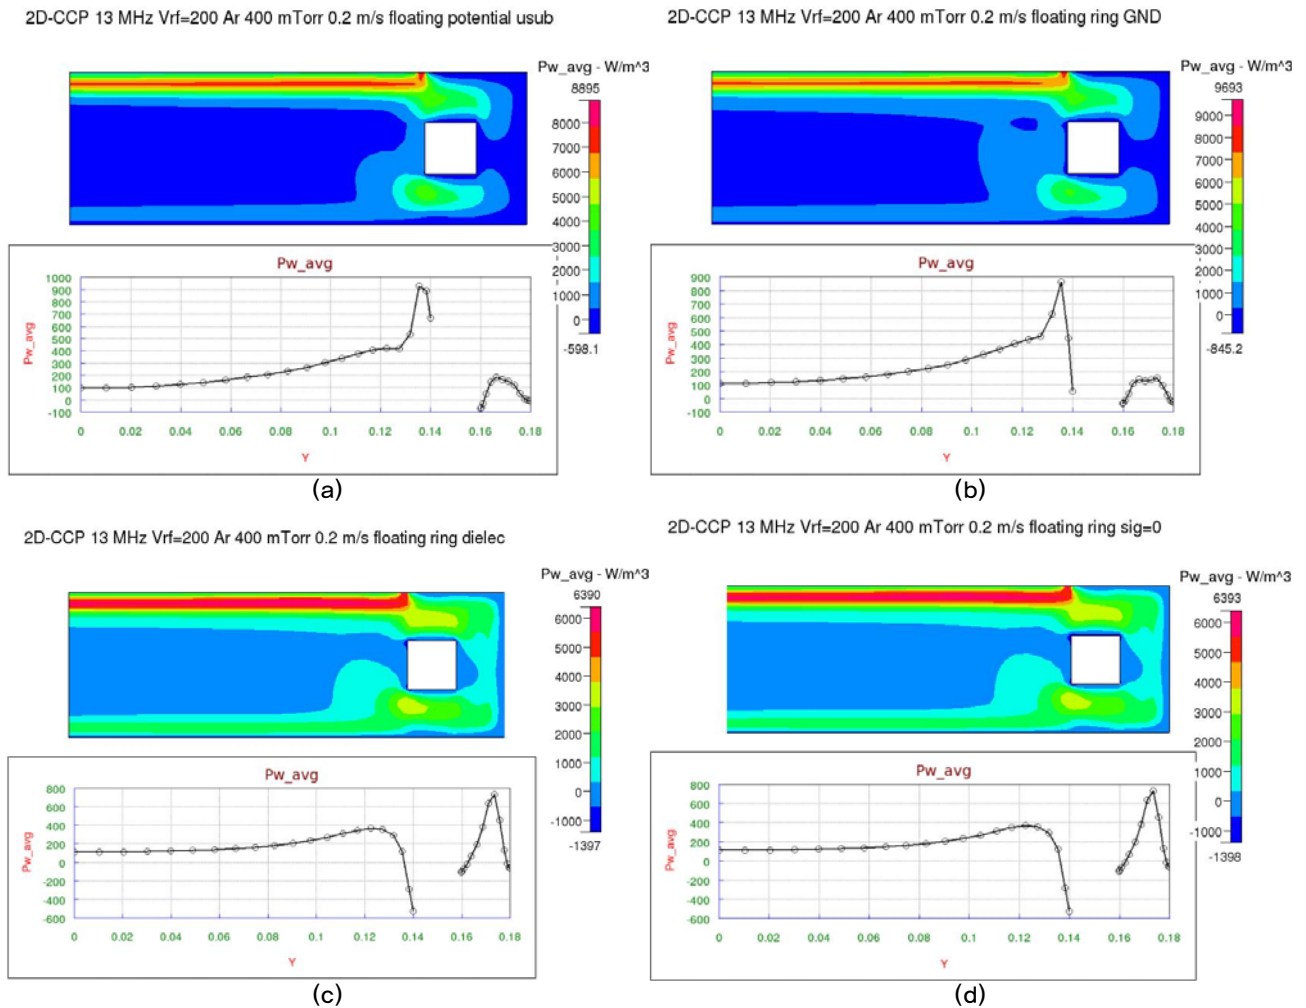 2D-CCP 13 MHz Vrf=200 Ar 400 mTorr 0.2 m/s floating potential usub
Pw_avg - W/m^3
8895
8000
7000
6000
5000
4000
3000
2000
1000
0
-598.1
Pw_avg
1000
900
800
700
600
500
400
300
200
100
0
-100
Pw_avg
0 0.02 0.04 0.06 0.08 0.1 0.12 0.14 0.16 0.18
Y
(a)
2D-CCP 13 MHz Vrf=200 Ar 400 mTorr 0.2 m/s floating ring GND
Pw_avg - W/m^3
9693
9000
8000
7000
6000
5000
4000
3000
2000
1000
0
-845.2
Pw_avg
900
800
700
600
500
400
300
200
100
0
-100
Pw_avg
0 0.02 0.04 0.06 0.08 0.1 0.12 0.14 0.16 0.18
Y
(b)
2D-CCP 13 MHz Vrf=200 Ar 400 mTorr 0.2 m/s floating ring dielec
Pw_avg - W/m^3
6390
6000
5000
4000
3000
2000
1000
0
-1000
-1397
Pw_avg
800
600
400
200
0
-200
-400
-600
Pw_avg
0 0.02 0.04 0.06 0.08 0.1 0.12 0.14 0.16 0.18
Y
(c)
2D-CCP 13 MHz Vrf=200 Ar 400 mTorr 0.2 m/s floating ring sig=0
Pw_avg - W/m^3
6393
6000
5000
4000
3000
2000
1000
0
-1000
-1398
Pw_avg
800
600
400
200
0
-200
-400
-600
Pw_avg
0 0.02 0.04 0.06 0.08 0.1 0.12 0.14 0.16 0.18
Y
(d)